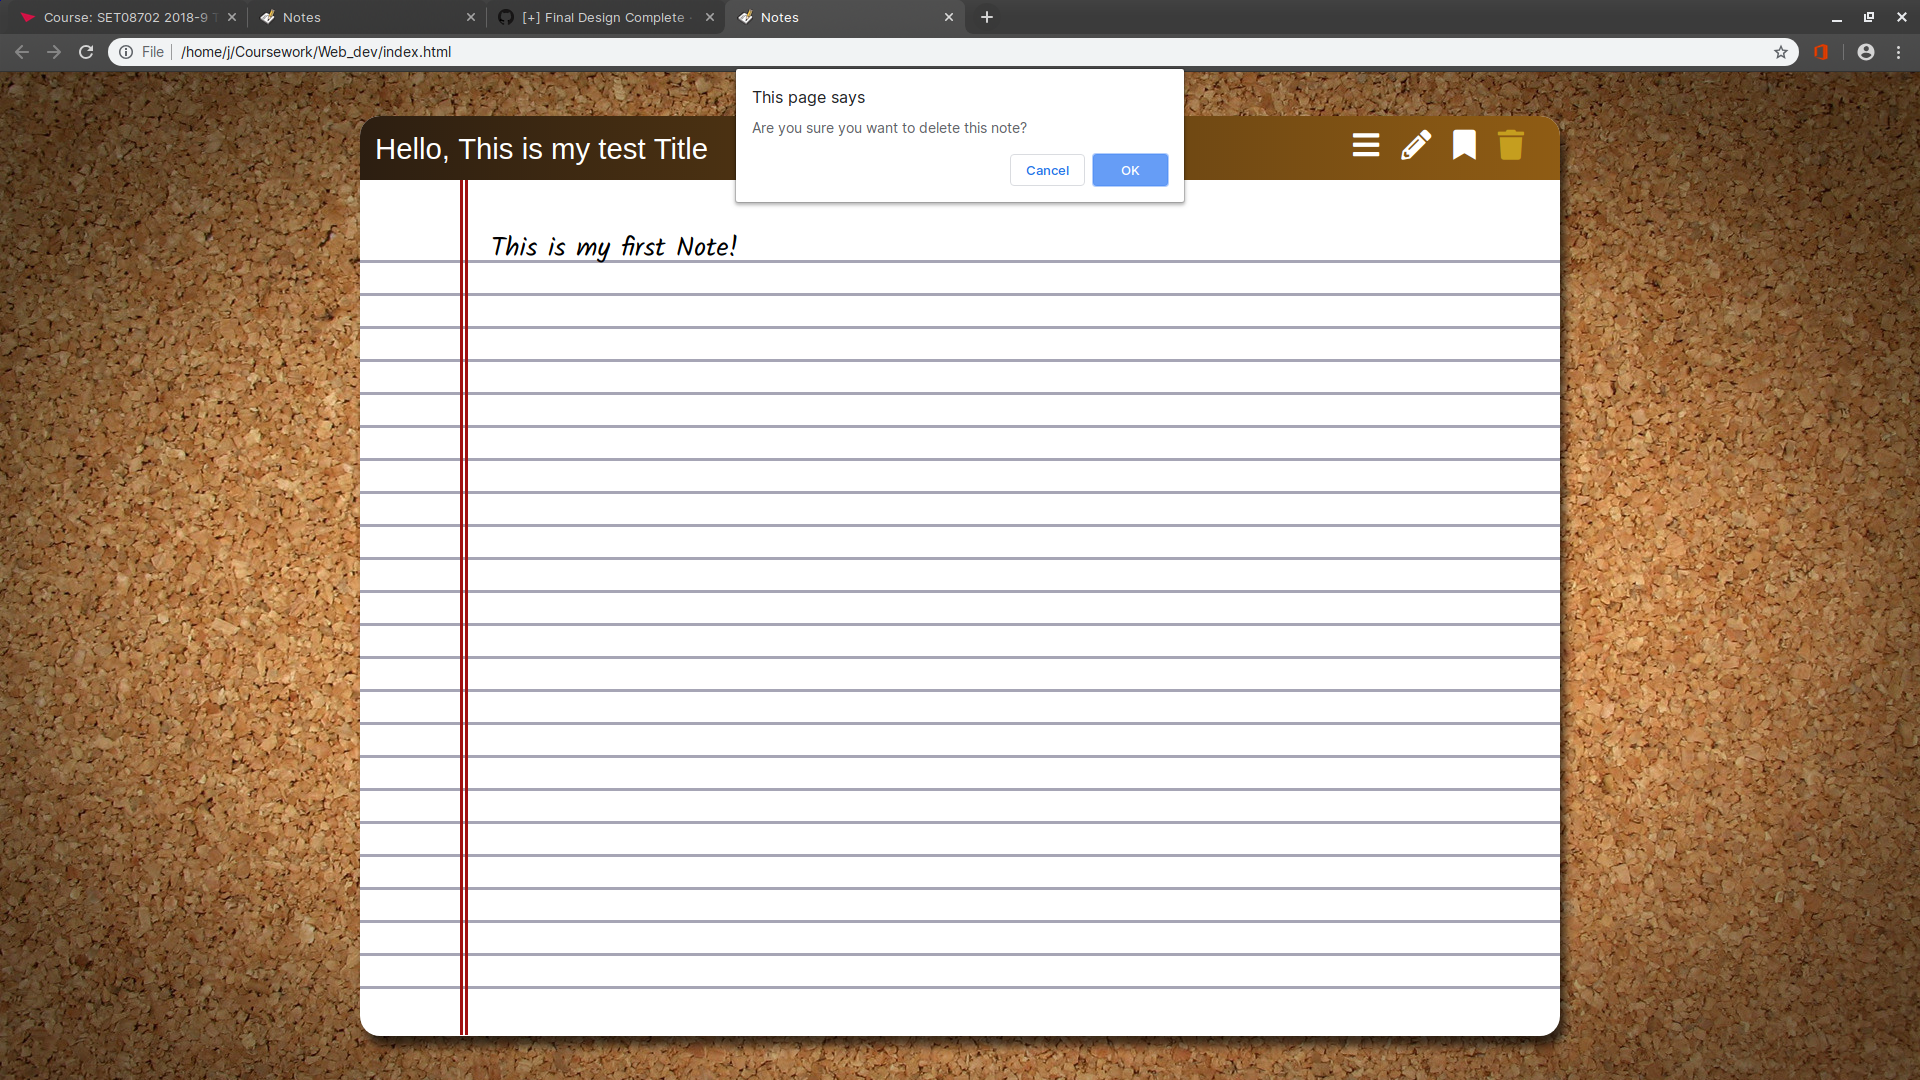 Course: SET08702 2018-9 T
Notes
[+] Final Design Complete ·
Notes
File
/home/j/Coursework/Web_dev/index.html
This page says
Are you sure you want to delete this note?
Cancel
OK
Hello, This is my test Title
This is my first Note!